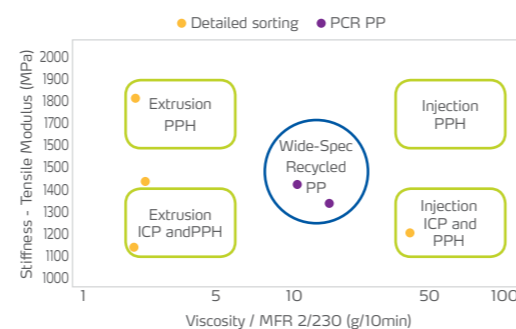 Detailed sorting PCR PP
Stiffness - Tensile Modulus (MPa)
2000
1900
1800
1700
1600
1500
1400
1300
1200
1100
1000
Extrusion
PPH
Injection
PPH
Wide-Spec
Recycled
PP
Extrusion
ICP andPPH
Injection
ICP and
PPH
1 5 10 50 100
Viscosity / MFR 2/230 (g/10min)